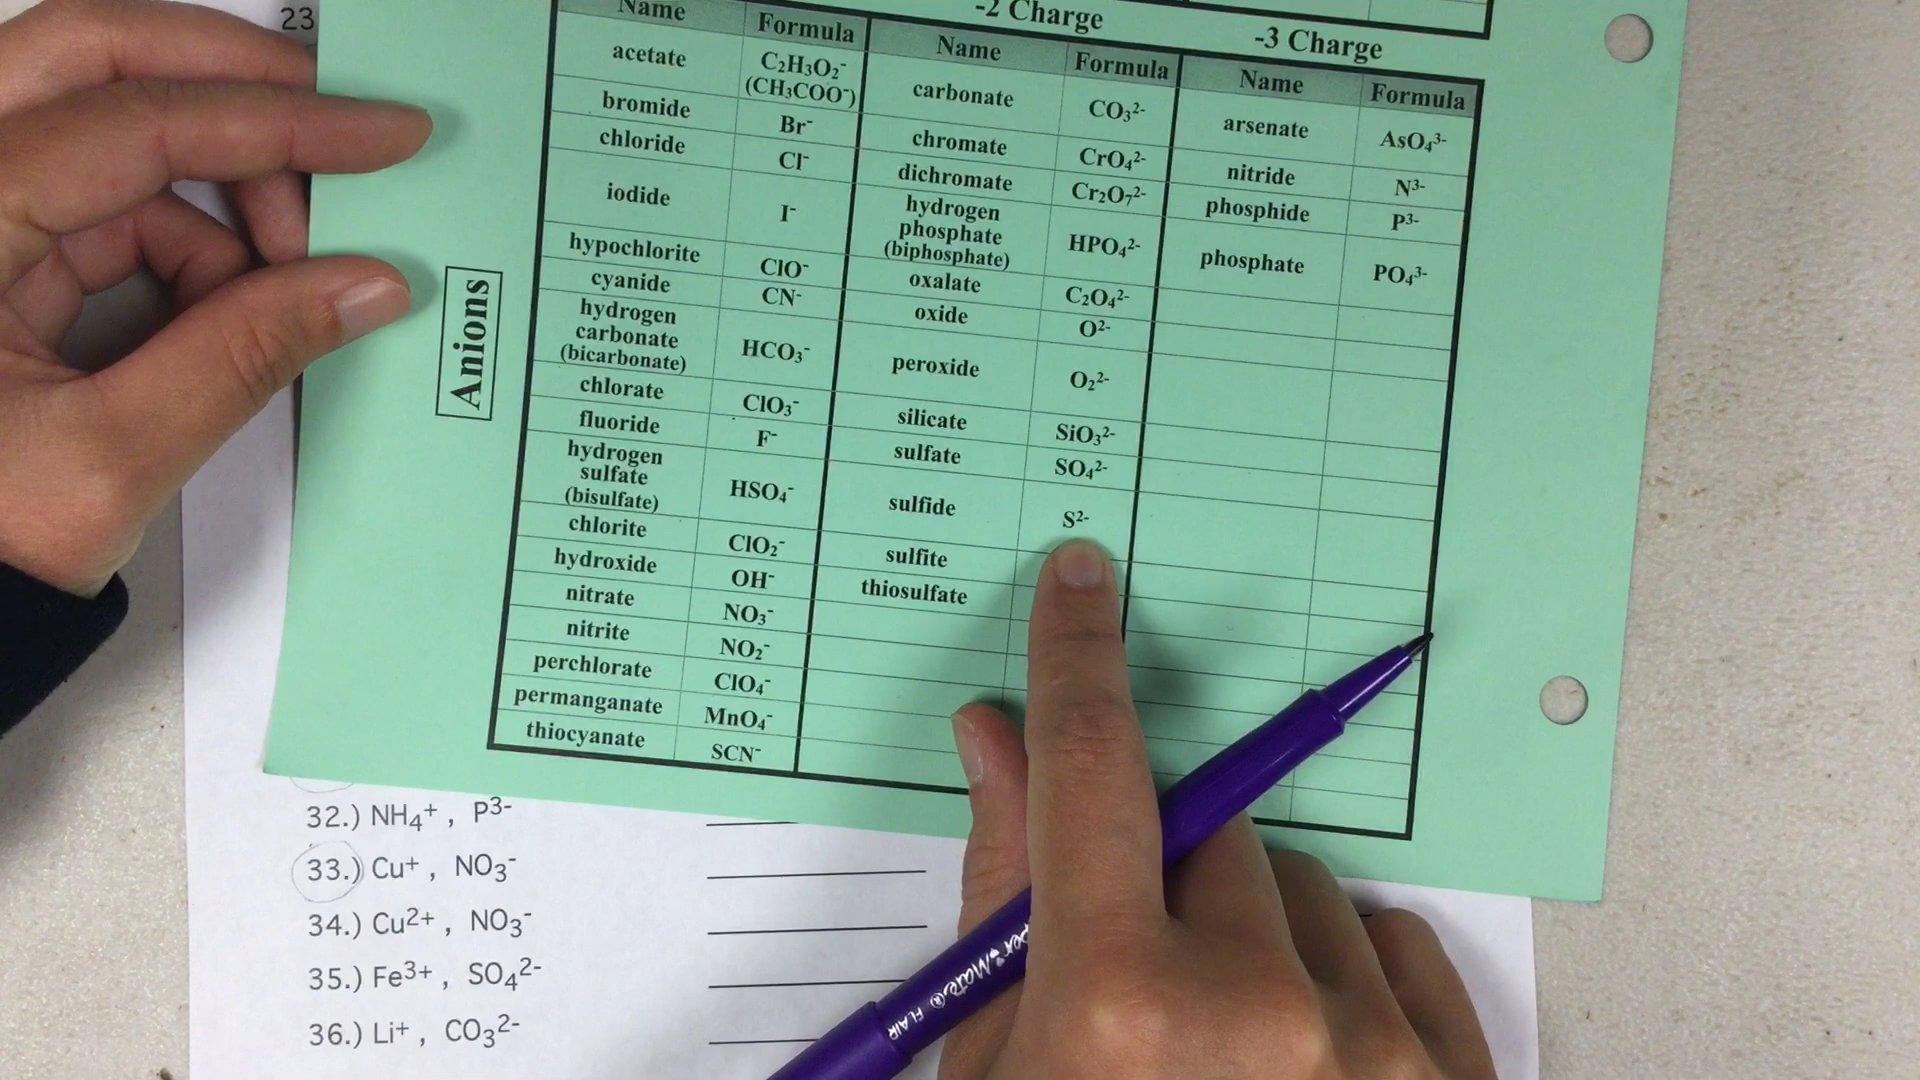 23
-2 Charge
-3 Charge
Name Formula Name Formula Name Formula
Anions
acetate C₂H₃O₂⁻
(CH₃COO⁻)
bromide Br⁻
chloride Cl⁻
iodide I⁻
hypochlorite ClO⁻
cyanide CN⁻
hydrogen
carbonate
(bicarbonate) HCO₃⁻
chlorate ClO₃⁻
fluoride F⁻
hydrogen
sulfate
(bisulfate) HSO₄⁻
chlorite ClO₂⁻
hydroxide OH⁻
nitrate NO₃⁻
nitrite NO₂⁻
perchlorate ClO₄⁻
permanganate MnO₄⁻
thiocyanate SCN⁻
carbonate CO₃²⁻
chromate CrO₄²⁻
dichromate Cr₂O₇²⁻
hydrogen
phosphate
(biphosphate) HPO₄²⁻
oxalate C₂O₄²⁻
oxide O²⁻
peroxide O₂²⁻
silicate SiO₃²⁻
sulfate SO₄²⁻
sulfide S²⁻
sulfite
thiosulfate
arsenate AsO₄³⁻
nitride N³⁻
phosphide P³⁻
phosphate PO₄³⁻
32.) NH₄⁺ , P³⁻
33.) Cu⁺ , NO₃⁻
34.) Cu²⁺ , NO₃⁻
35.) Fe³⁺ , SO₄²⁻
36.) Li⁺ , CO₃²⁻
per Mate® FLAIR